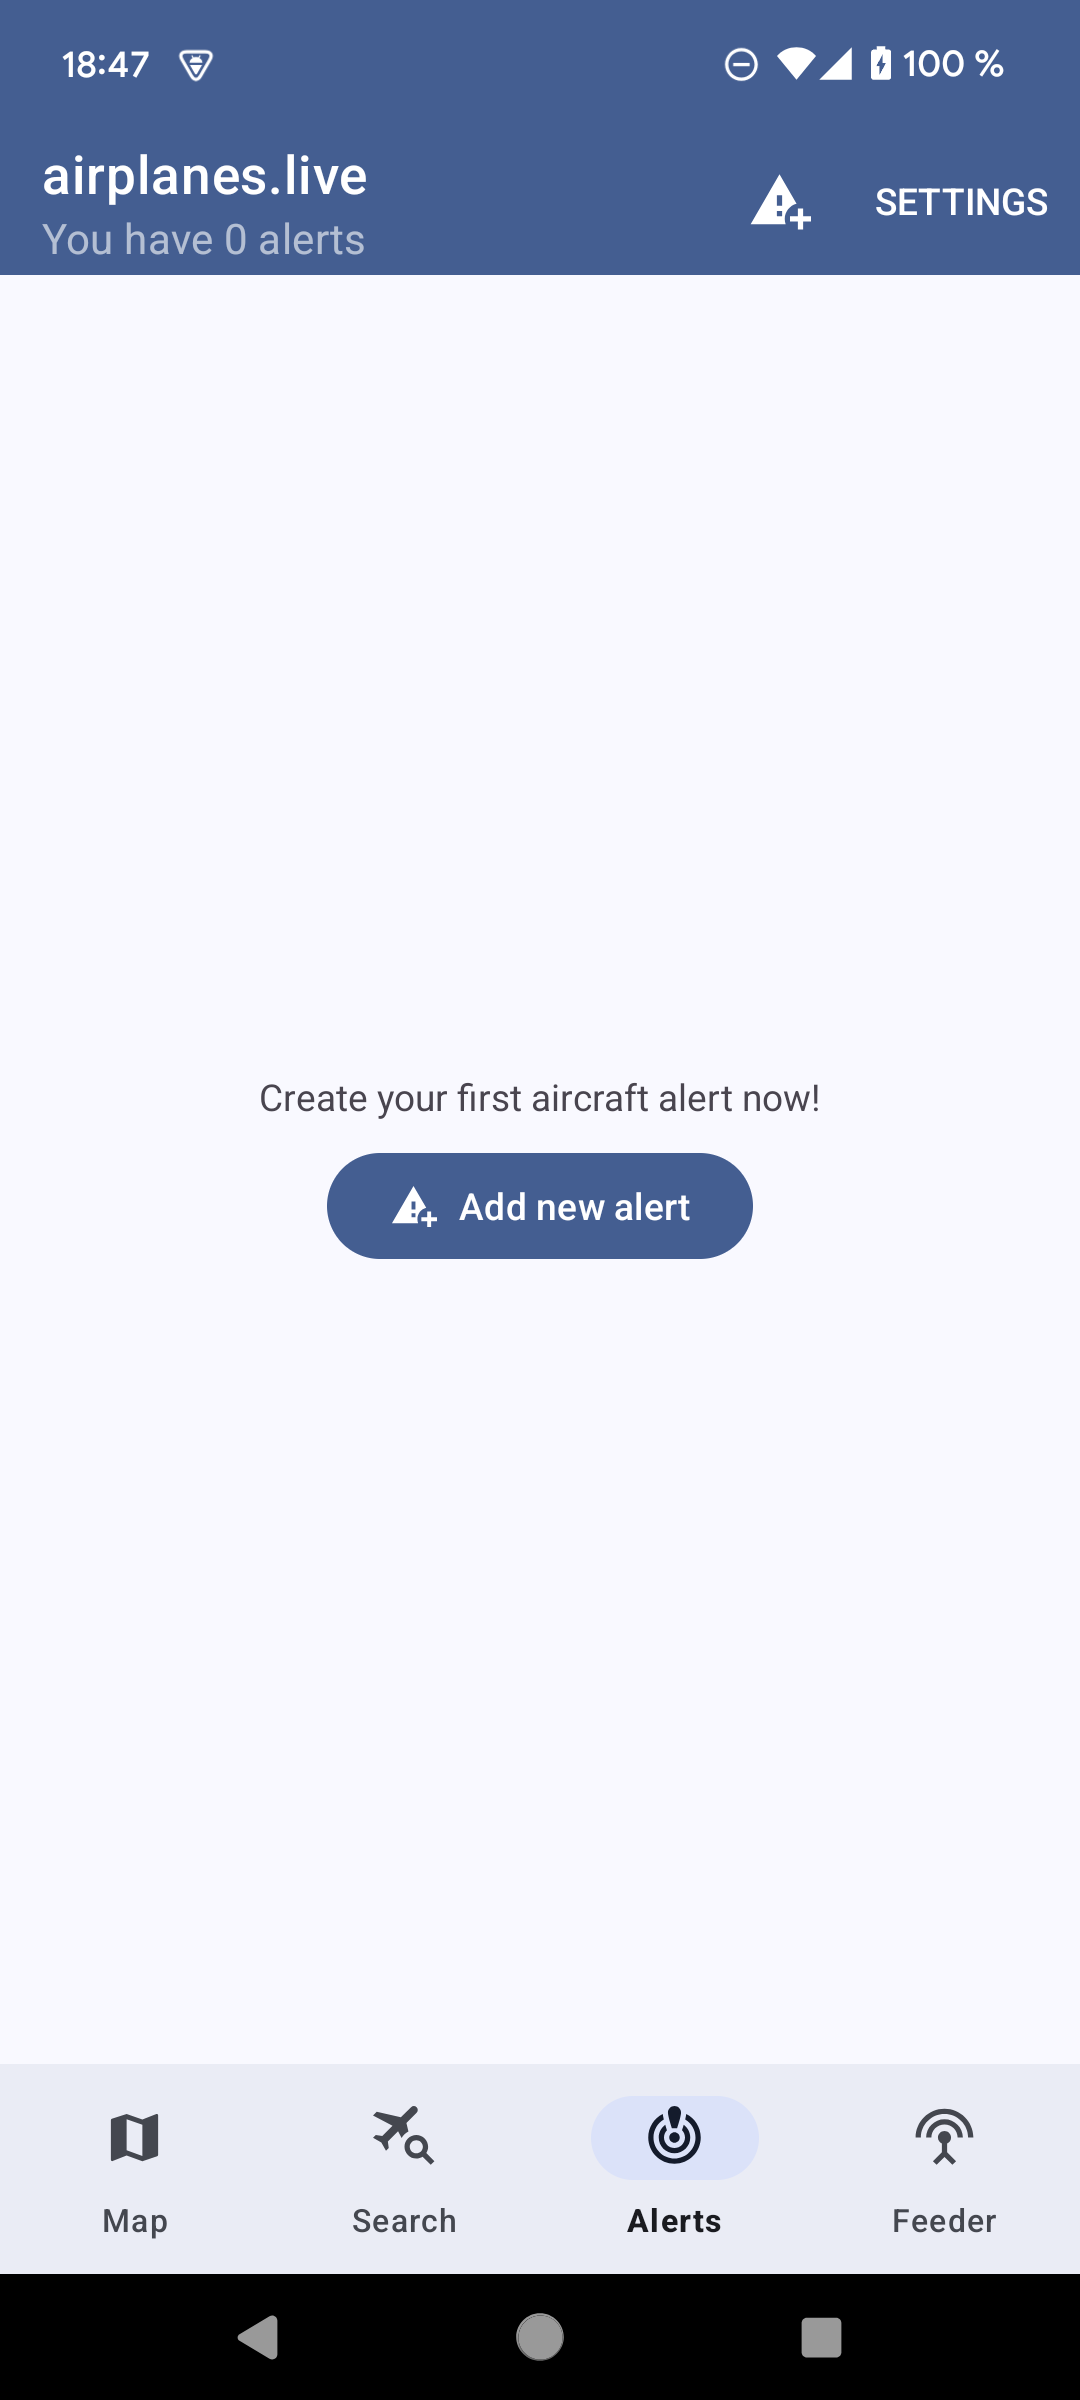 18:47
100 %
airplanes.live
You have 0 alerts
SETTINGS
Create your first aircraft alert now!
Add new alert
Map
Search
Alerts
Feeder